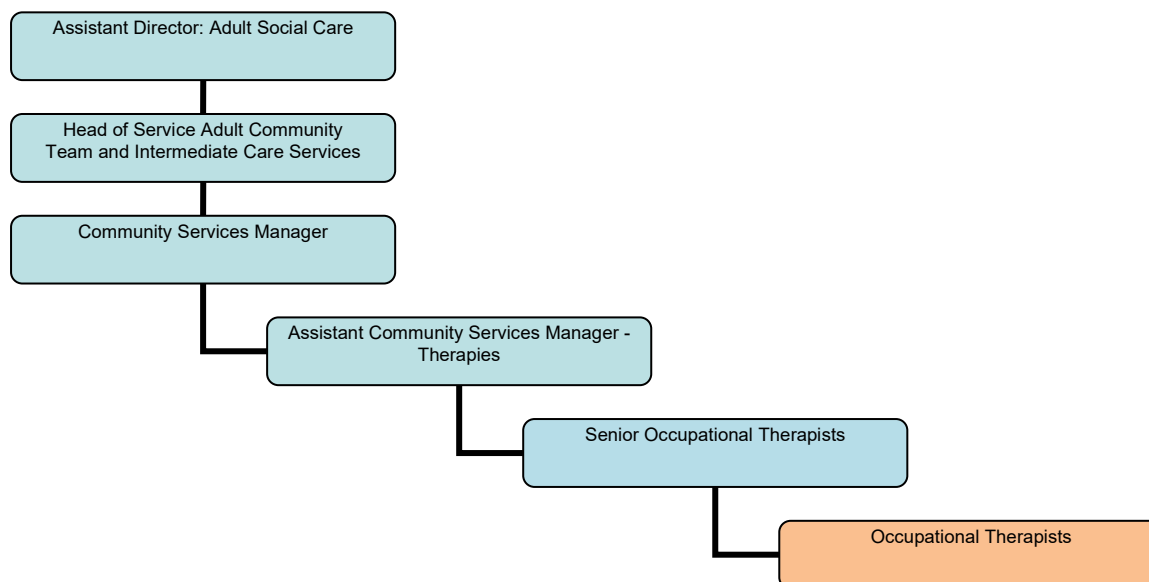 Assistant Director: Adult Social Care
Head of Service Adult Community
Team and Intermediate Care Services
Community Services Manager
Assistant Community Services Manager -
Therapies
Senior Occupational Therapists
Occupational Therapists